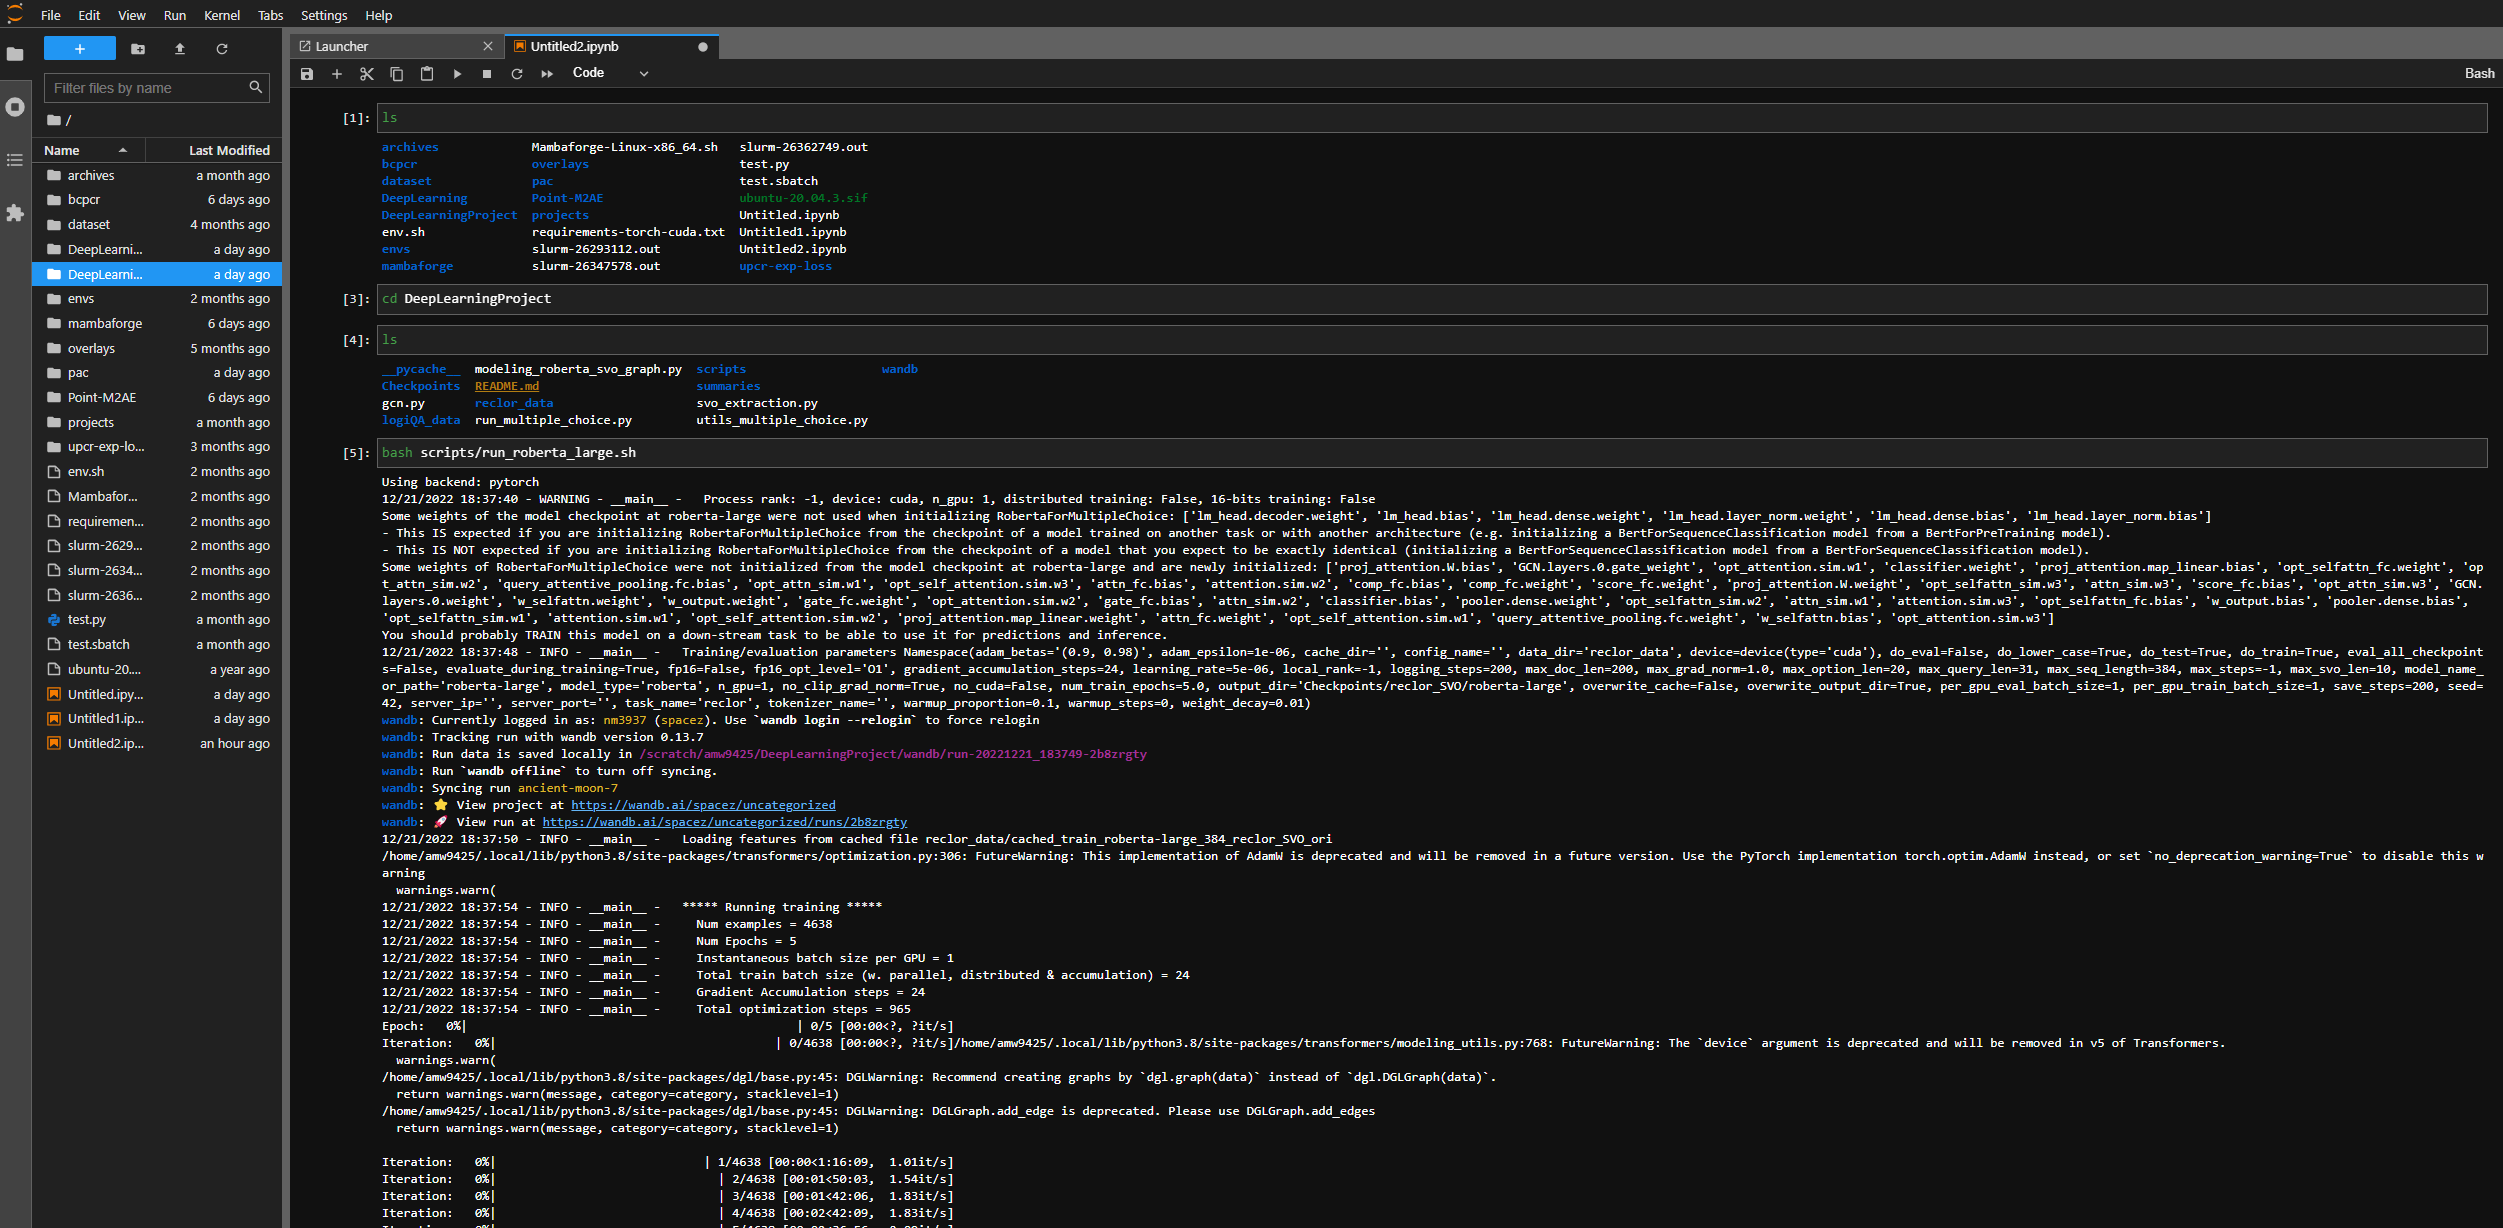 File Edit View Run Kernel Tabs Settings Help
+
Filter files by name
/
Name Last Modified
archives a month ago
bcpcr 6 days ago
dataset 4 months ago
DeepLearni... a day ago
DeepLearni... a day ago
envs 2 months ago
mambaforge 6 days ago
overlays 5 months ago
pac a day ago
Point-M2AE 6 days ago
projects a month ago
upcr-exp-lo... 3 months ago
env.sh 2 months ago
Mambafor... 2 months ago
requiremen... 2 months ago
slurm-2629... 2 months ago
slurm-2634... 2 months ago
slurm-2636... 2 months ago
test.py a month ago
test.sbatch a month ago
ubuntu-20.... a year ago
Untitled.ipy... a day ago
Untitled1.ip... a day ago
Untitled2.ip... an hour ago
Launcher Untitled2.ipynb
Code Bash
[1]: ls
archives Mambaforge-Linux-x86_64.sh slurm-26362749.out
bcpcr overlays test.py
dataset pac test.sbatch
DeepLearning Point-M2AE ubuntu-20.04.3.sif
DeepLearningProject projects Untitled.ipynb
env.sh requirements-torch-cuda.txt Untitled1.ipynb
envs slurm-26293112.out Untitled2.ipynb
mambaforge slurm-26347578.out upcr-exp-loss
[3]: cd DeepLearningProject
[4]: ls
__pycache__ modeling_roberta_svo_graph.py scripts wandb
Checkpoints README.md summaries
gcn.py reclor_data svo_extraction.py
logiQA_data run_multiple_choice.py utils_multiple_choice.py
[5]: bash scripts/run_roberta_large.sh
Using backend: pytorch
12/21/2022 18:37:40 - WARNING - __main__ - Process rank: -1, device: cuda, n_gpu: 1, distributed training: False, 16-bits training: False
Some weights of the model checkpoint at roberta-large were not used when initializing RobertaForMultipleChoice: ['lm_head.decoder.weight', 'lm_head.bias', 'lm_head.dense.weight', 'lm_head.layer_norm.weight', 'lm_head.dense.bias', 'lm_head.layer_norm.bias']
- This IS expected if you are initializing RobertaForMultipleChoice from the checkpoint of a model trained on another task or with another architecture (e.g. initializing a BertForSequenceClassification model from a BertForPreTraining model).
- This IS NOT expected if you are initializing RobertaForMultipleChoice from the checkpoint of a model that you expect to be exactly identical (initializing a BertForSequenceClassification model from a BertForSequenceClassification model).
Some weights of RobertaForMultipleChoice were not initialized from the model checkpoint at roberta-large and are newly initialized: ['proj_attention.W.bias', 'GCN.layers.0.gate_weight', 'opt_attention.sim.w1', 'classifier.weight', 'proj_attention.map_linear.bias', 'opt_selfattn_fc.weight', 'op
t_attn_sim.w2', 'query_attentive_pooling.fc.bias', 'opt_attn_sim.w1', 'opt_self_attention.sim.w3', 'attn_fc.bias', 'attention.sim.w2', 'comp_fc.bias', 'comp_fc.weight', 'score_fc.weight', 'proj_attention.W.weight', 'opt_selfattn_sim.w3', 'attn_sim.w3', 'score_fc.bias', 'opt_attn_sim.w3', 'GCN.
layers.0.weight', 'w_selfattn.weight', 'w_output.weight', 'gate_fc.weight', 'opt_attention.sim.w2', 'gate_fc.bias', 'attn_sim.w2', 'classifier.bias', 'pooler.dense.weight', 'opt_selfattn_sim.w2', 'attn_sim.w1', 'attention.sim.w3', 'opt_selfattn_fc.bias', 'w_output.bias', 'pooler.dense.bias',
'opt_selfattn_sim.w1', 'attention.sim.w1', 'opt_self_attention.sim.w2', 'proj_attention.map_linear.weight', 'attn_fc.weight', 'opt_self_attention.sim.w1', 'query_attentive_pooling.fc.weight', 'w_selfattn.bias', 'opt_attention.sim.w3']
You should probably TRAIN this model on a down-stream task to be able to use it for predictions and inference.
12/21/2022 18:37:48 - INFO - __main__ - Training/evaluation parameters Namespace(adam_betas='(0.9, 0.98)', adam_epsilon=1e-06, cache_dir='', config_name='', data_dir='reclor_data', device=device(type='cuda'), do_eval=False, do_lower_case=True, do_test=True, do_train=True, eval_all_checkpoint
s=False, evaluate_during_training=True, fp16=False, fp16_opt_level='O1', gradient_accumulation_steps=24, learning_rate=5e-06, local_rank=-1, logging_steps=200, max_doc_len=200, max_grad_norm=1.0, max_option_len=20, max_query_len=31, max_seq_length=384, max_steps=-1, max_svo_len=10, model_name_
or_path='roberta-large', model_type='roberta', n_gpu=1, no_clip_grad_norm=True, no_cuda=False, num_train_epochs=5.0, output_dir='Checkpoints/reclor_SVO/roberta-large', overwrite_cache=False, overwrite_output_dir=True, per_gpu_eval_batch_size=1, per_gpu_train_batch_size=1, save_steps=200, seed=
42, server_ip='', server_port='', task_name='reclor', tokenizer_name='', warmup_proportion=0.1, warmup_steps=0, weight_decay=0.01)
wandb: Currently logged in as: nm3937 (spacez). Use `wandb login --relogin` to force relogin
wandb: Tracking run with wandb version 0.13.7
wandb: Run data is saved locally in /scratch/amw9425/DeepLearningProject/wandb/run-20221221_183749-2b8zrgty
wandb: Run `wandb offline` to turn off syncing.
wandb: Syncing run ancient-moon-7
wandb: ⭐ View project at https://wandb.ai/spacez/uncategorized
wandb: 🚀 View run at https://wandb.ai/spacez/uncategorized/runs/2b8zrgty
12/21/2022 18:37:50 - INFO - __main__ - Loading features from cached file reclor_data/cached_train_roberta-large_384_reclor_SVO_ori
/home/amw9425/.local/lib/python3.8/site-packages/transformers/optimization.py:306: FutureWarning: This implementation of AdamW is deprecated and will be removed in a future version. Use the PyTorch implementation torch.optim.AdamW instead, or set `no_deprecation_warning=True` to disable this w
arning
warnings.warn(
12/21/2022 18:37:54 - INFO - __main__ - ***** Running training *****
12/21/2022 18:37:54 - INFO - __main__ - Num examples = 4638
12/21/2022 18:37:54 - INFO - __main__ - Num Epochs = 5
12/21/2022 18:37:54 - INFO - __main__ - Instantaneous batch size per GPU = 1
12/21/2022 18:37:54 - INFO - __main__ - Total train batch size (w. parallel, distributed & accumulation) = 24
12/21/2022 18:37:54 - INFO - __main__ - Gradient Accumulation steps = 24
12/21/2022 18:37:54 - INFO - __main__ - Total optimization steps = 965
Epoch: 0%| | 0/5 [00:00<?, ?it/s]
Iteration: 0%| | 0/4638 [00:00<?, ?it/s]/home/amw9425/.local/lib/python3.8/site-packages/transformers/modeling_utils.py:768: FutureWarning: The `device` argument is deprecated and will be removed in v5 of Transformers.
warnings.warn(
/home/amw9425/.local/lib/python3.8/site-packages/dgl/base.py:45: DGLWarning: Recommend creating graphs by `dgl.graph(data)` instead of `dgl.DGLGraph(data)`.
return warnings.warn(message, category=category, stacklevel=1)
/home/amw9425/.local/lib/python3.8/site-packages/dgl/base.py:45: DGLWarning: DGLGraph.add_edge is deprecated. Please use DGLGraph.add_edges
return warnings.warn(message, category=category, stacklevel=1)
Iteration: 0%| | 1/4638 [00:00<1:16:09, 1.01it/s]
Iteration: 0%| | 2/4638 [00:01<50:03, 1.54it/s]
Iteration: 0%| | 3/4638 [00:01<42:06, 1.83it/s]
Iteration: 0%| | 4/4638 [00:02<42:09, 1.83it/s]